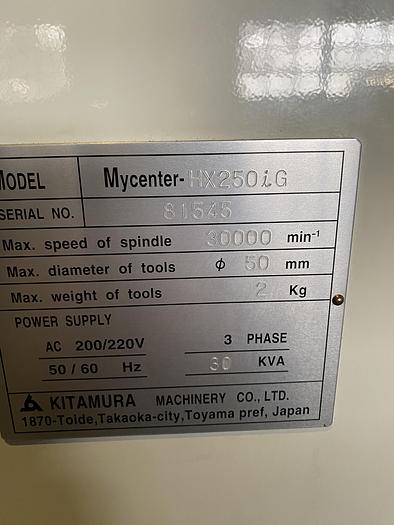 MODEL Mycenter-HX250iG
SERIAL NO. 81545
Max. speed of spindle 30000 min-1
Max. diameter of tools ϕ 50 mm
Max. weight of tools 2 Kg
POWER SUPPLY
AC 200/220V 3 PHASE
50/60 Hz 30 KVA
KITAMURA MACHINERY CO., LTD.
1870-Toide, Takaoka-city, Toyama pref, Japan